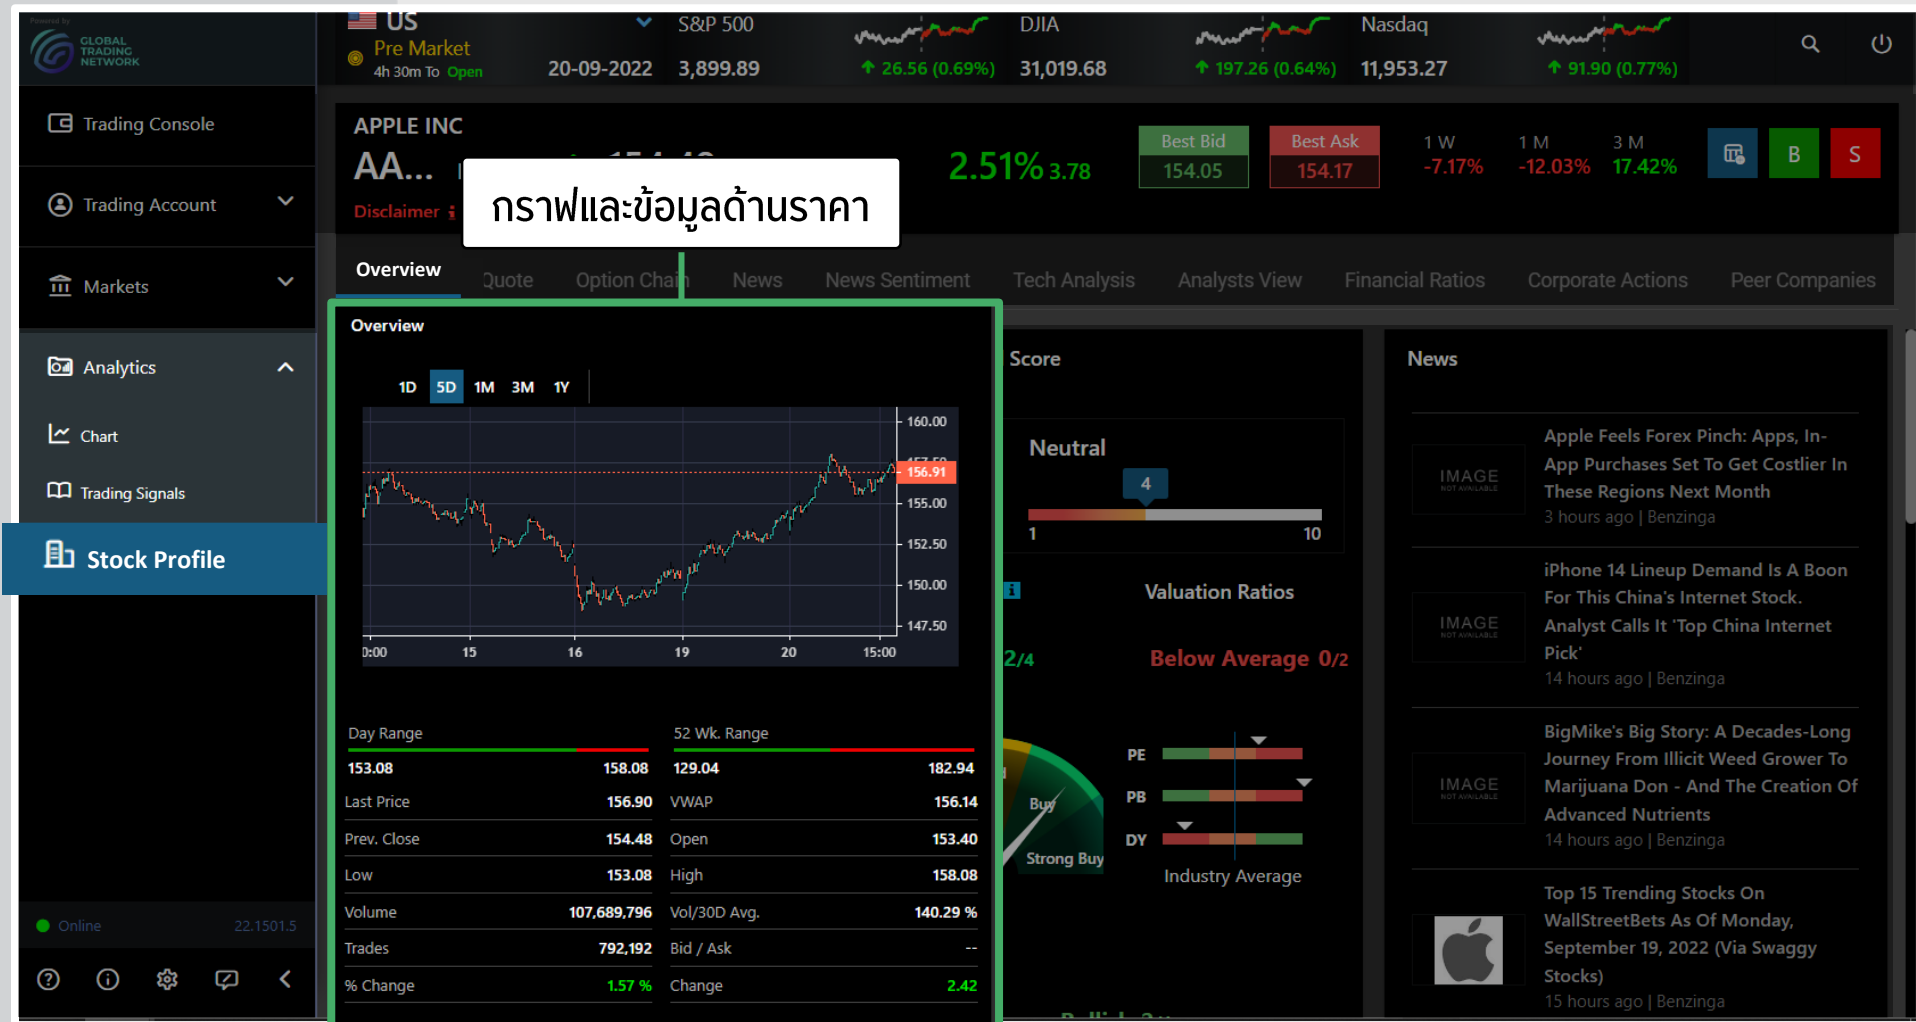 Powered by
GLOBAL
TRADING
NETWORK
US
Pre Market
4h 30m To Open
20-09-2022
S&P 500
3,899.89
26.56 (0.69%)
DJIA
31,019.68
197.26 (0.64%)
Nasdaq
11,953.27
91.90 (0.77%)
Trading Console
Trading Account
Markets
Analytics
Chart
Trading Signals
Stock Profile
Online
22.1501.5
APPLE INC
AA...
2.51% 3.78
Disclaimer
Best Bid
154.05
Best Ask
154.17
1 W
-7.17%
1 M
-12.03%
3 M
17.42%
B
S
กราฟและข้อมูลด้านราคา
Overview
Quote
Option Chain
News
News Sentiment
Tech Analysis
Analysts View
Financial Ratios
Corporate Actions
Peer Companies
Overview
1D 5D 1M 3M 1Y
160.00
156.91
155.00
152.50
150.00
147.50
0:00 15 16 19 20 15:00
Day Range
153.08 158.08
52 Wk. Range
129.04 182.94
Last Price 156.90 VWAP 156.14
Prev. Close 154.48 Open 153.40
Low 153.08 High 158.08
Volume 107,689,796 Vol/30D Avg. 140.29 %
Trades 792,192 Bid / Ask --
% Change 1.57 % Change 2.42
Score
Neutral
4
1 10
Valuation Ratios
2/4
Below Average 0/2
Buy
Strong Buy
PE
PB
DY
Industry Average
News
IMAGE
NOT AVAILABLE
Apple Feels Forex Pinch: Apps, In-
App Purchases Set To Get Costlier In
These Regions Next Month
3 hours ago | Benzinga
IMAGE
NOT AVAILABLE
iPhone 14 Lineup Demand Is A Boon
For This China's Internet Stock.
Analyst Calls It 'Top China Internet
Pick'
14 hours ago | Benzinga
IMAGE
NOT AVAILABLE
BigMike's Big Story: A Decades-Long
Journey From Illicit Weed Grower To
Marijuana Don - And The Creation Of
Advanced Nutrients
14 hours ago | Benzinga
Top 15 Trending Stocks On
WallStreetBets As Of Monday,
September 19, 2022 (Via Swaggy
Stocks)
15 hours ago | Benzinga